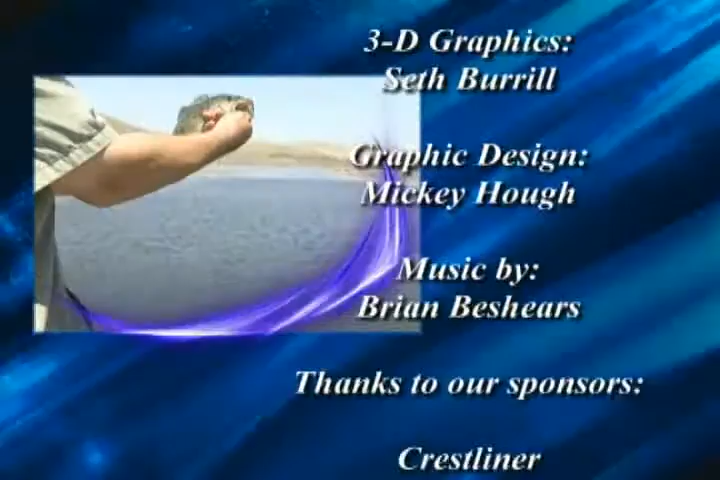 3-D Graphics:
Seth Burrill
Graphic Design:
Mickey Hough
Music by:
Brian Beshears
Thanks to our sponsors:
Crestliner